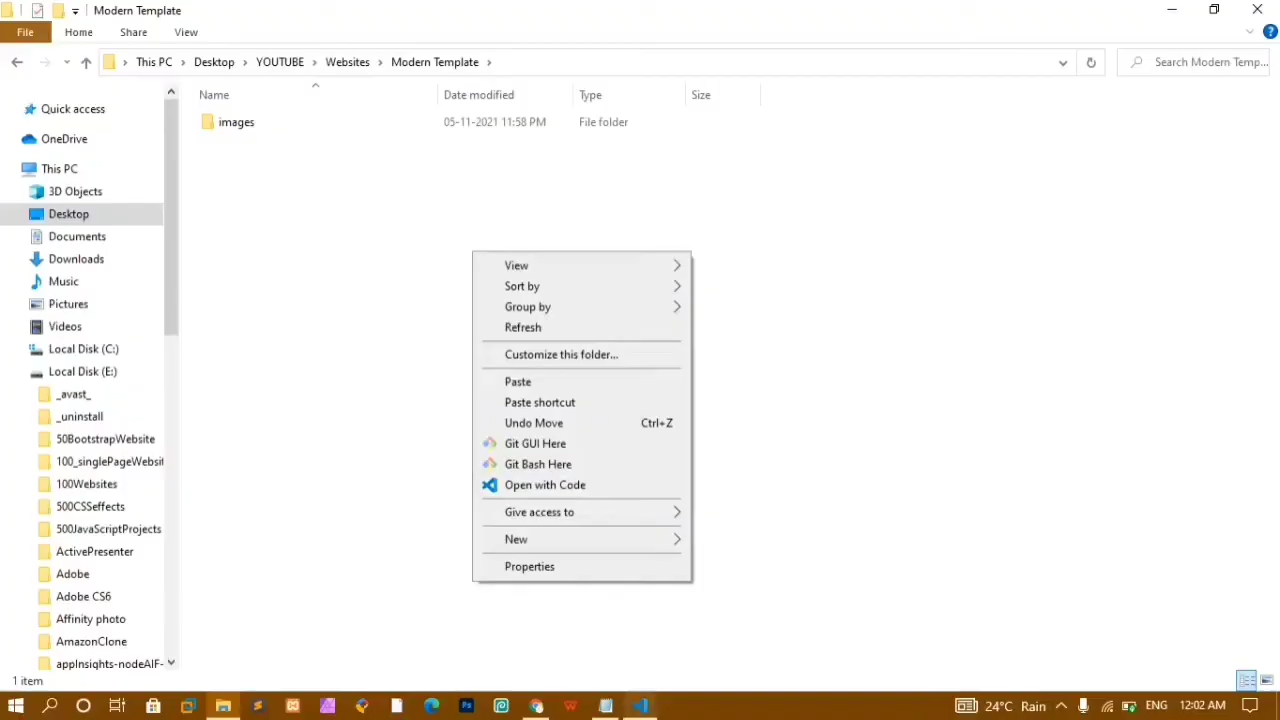 Modern Template
File Home Share View
This PC Desktop YOUTUBE Websites Modern Template
Search Modern Temp...
Name Date modified Type Size
images 05-11-2021 11:58 PM File folder
Quick access
OneDrive
This PC
3D Objects
Desktop
Documents
Downloads
Music
Pictures
Videos
Local Disk (C:)
Local Disk (E:)
_avast_
_uninstall
50BootstrapWebsite
100_singlePageWebsit
100Websites
500CSSeffects
500JavaScriptProjects
ActivePresenter
Adobe
Adobe CS6
Affinity photo
AmazonClone
appInsights-nodeAIF-
View
Sort by
Group by
Refresh
Customize this folder...
Paste
Paste shortcut
Undo Move Ctrl+Z
Git GUI Here
Git Bash Here
Open with Code
Give access to
New
Properties
1 item
24°C Rain ENG 12:02 AM